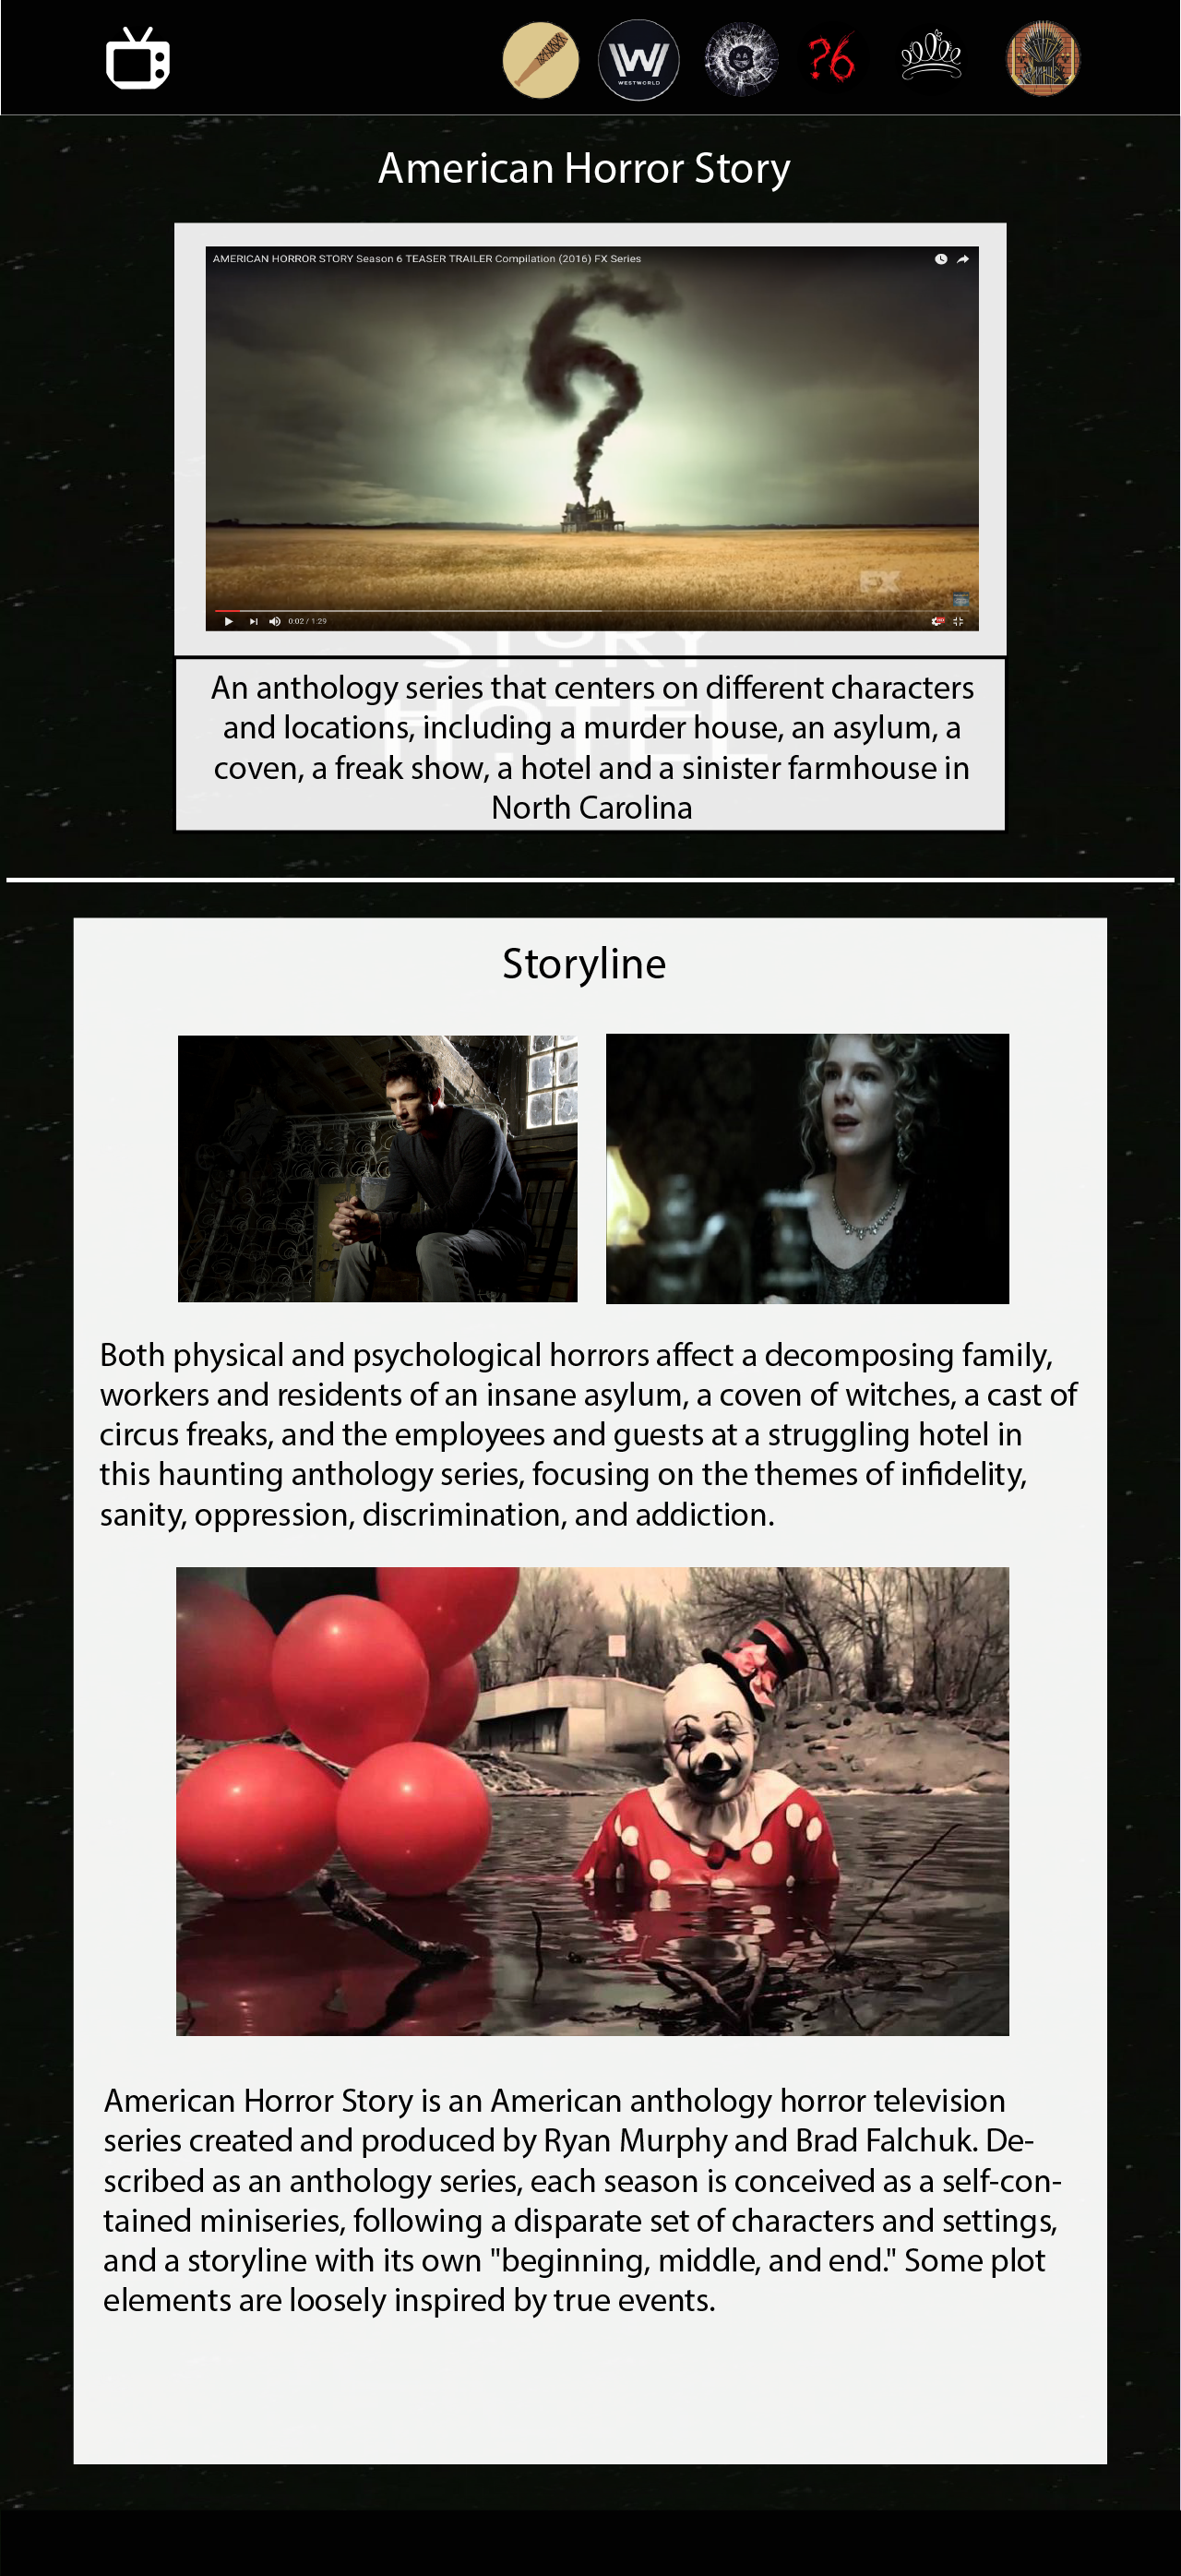 WESTWORLD
?6
American Horror Story
AMERICAN HORROR STORY Season 6 TEASER TRAILER Compilation (2016) FX Series
FX
0:02 / 1:29
STORY
HOTEL
An anthology series that centers on different characters
and locations, including a murder house, an asylum, a
coven, a freak show, a hotel and a sinister farmhouse in
North Carolina
Storyline
Both physical and psychological horrors affect a decomposing family,
workers and residents of an insane asylum, a coven of witches, a cast of
circus freaks, and the employees and guests at a struggling hotel in
this haunting anthology series, focusing on the themes of infidelity,
sanity, oppression, discrimination, and addiction.
American Horror Story is an American anthology horror television
series created and produced by Ryan Murphy and Brad Falchuk. De-
scribed as an anthology series, each season is conceived as a self-con-
tained miniseries, following a disparate set of characters and settings,
and a storyline with its own "beginning, middle, and end." Some plot
elements are loosely inspired by true events.